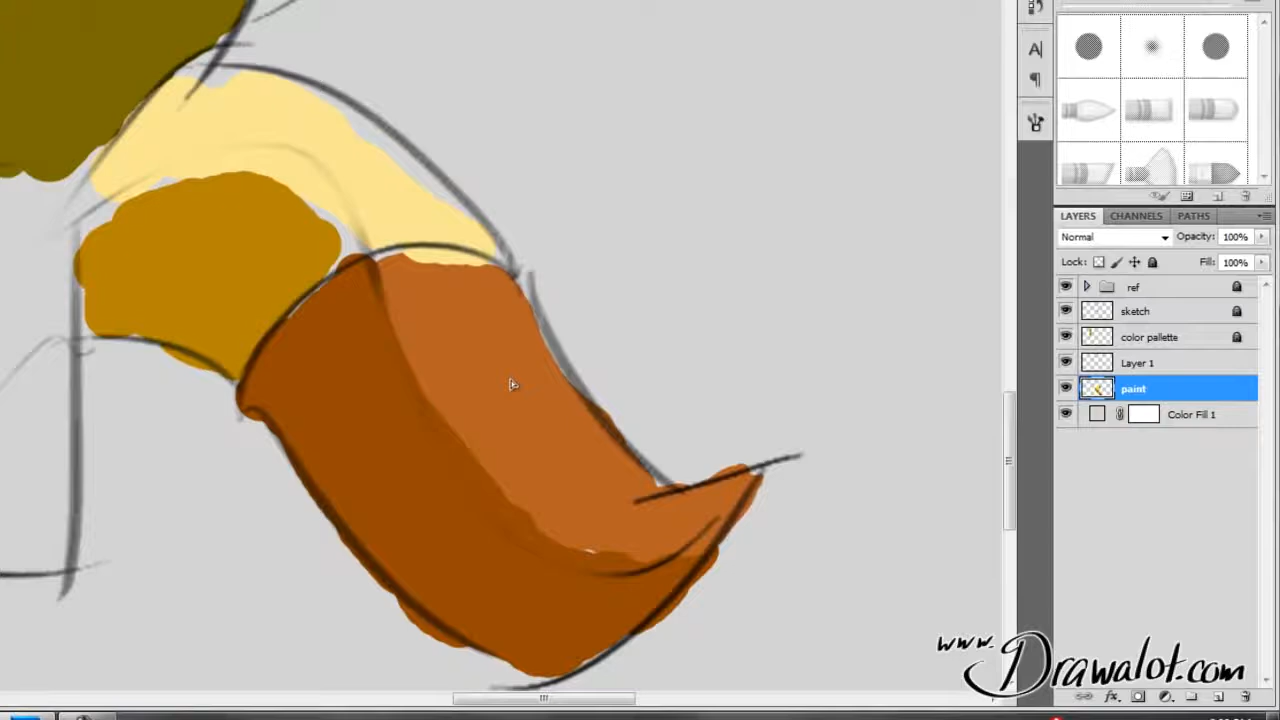 A|
LAYERS CHANNELS PATHS
Normal Opacity: 100%
Lock: Fill: 100%
ref
sketch
color pallette
Layer 1
paint
Color Fill 1
fx
www.Drawalot.com